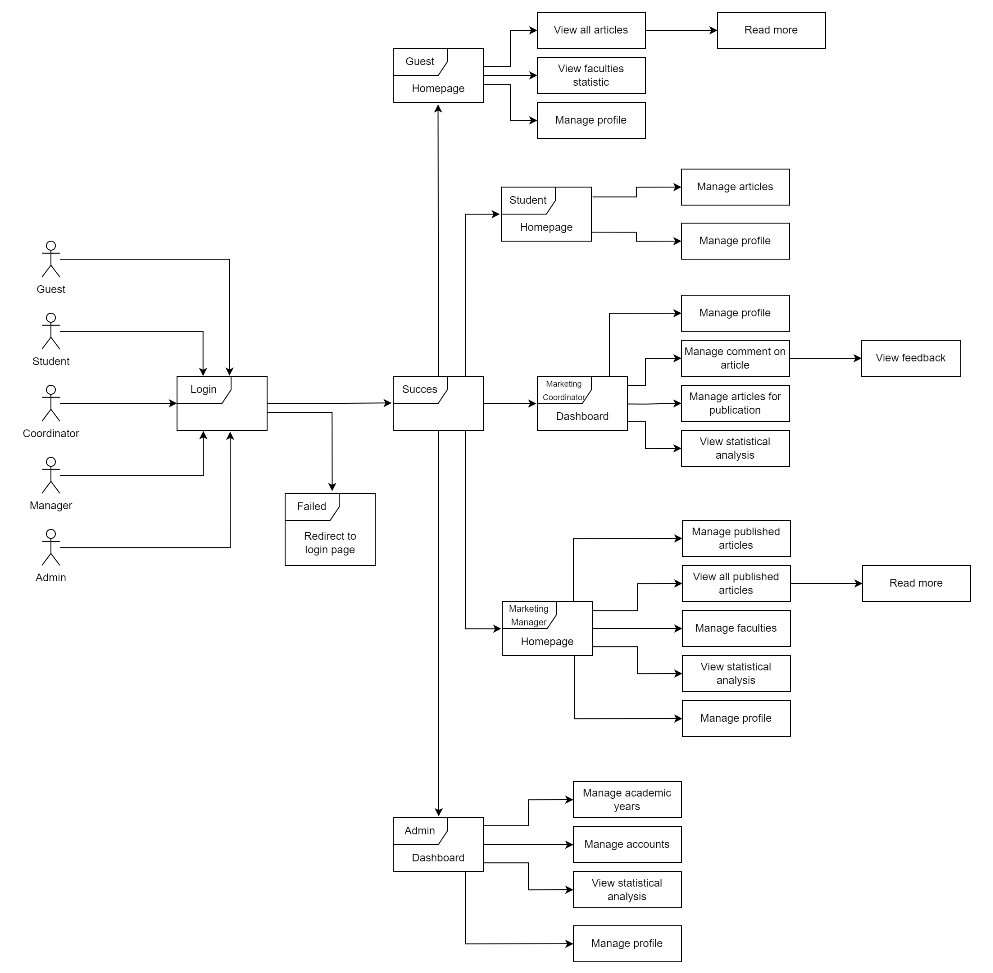 Guest
Homepage
View all articles
Read more
View faculties
statistic
Manage profile
Student
Homepage
Manage articles
Manage profile
Guest
Student
Coordinator
Manager
Admin
Login
Failed
Redirect to
login page
Succes
Marketing
Coordinator
Dashboard
Manage profile
Manage comment on
article
View feedback
Manage articles for
publication
View statistical
analysis
Marketing
Manager
Homepage
Manage published
articles
View all published
articles
Read more
Manage faculties
View statistical
analysis
Manage profile
Admin
Dashboard
Manage academic
years
Manage accounts
View statistical
analysis
Manage profile